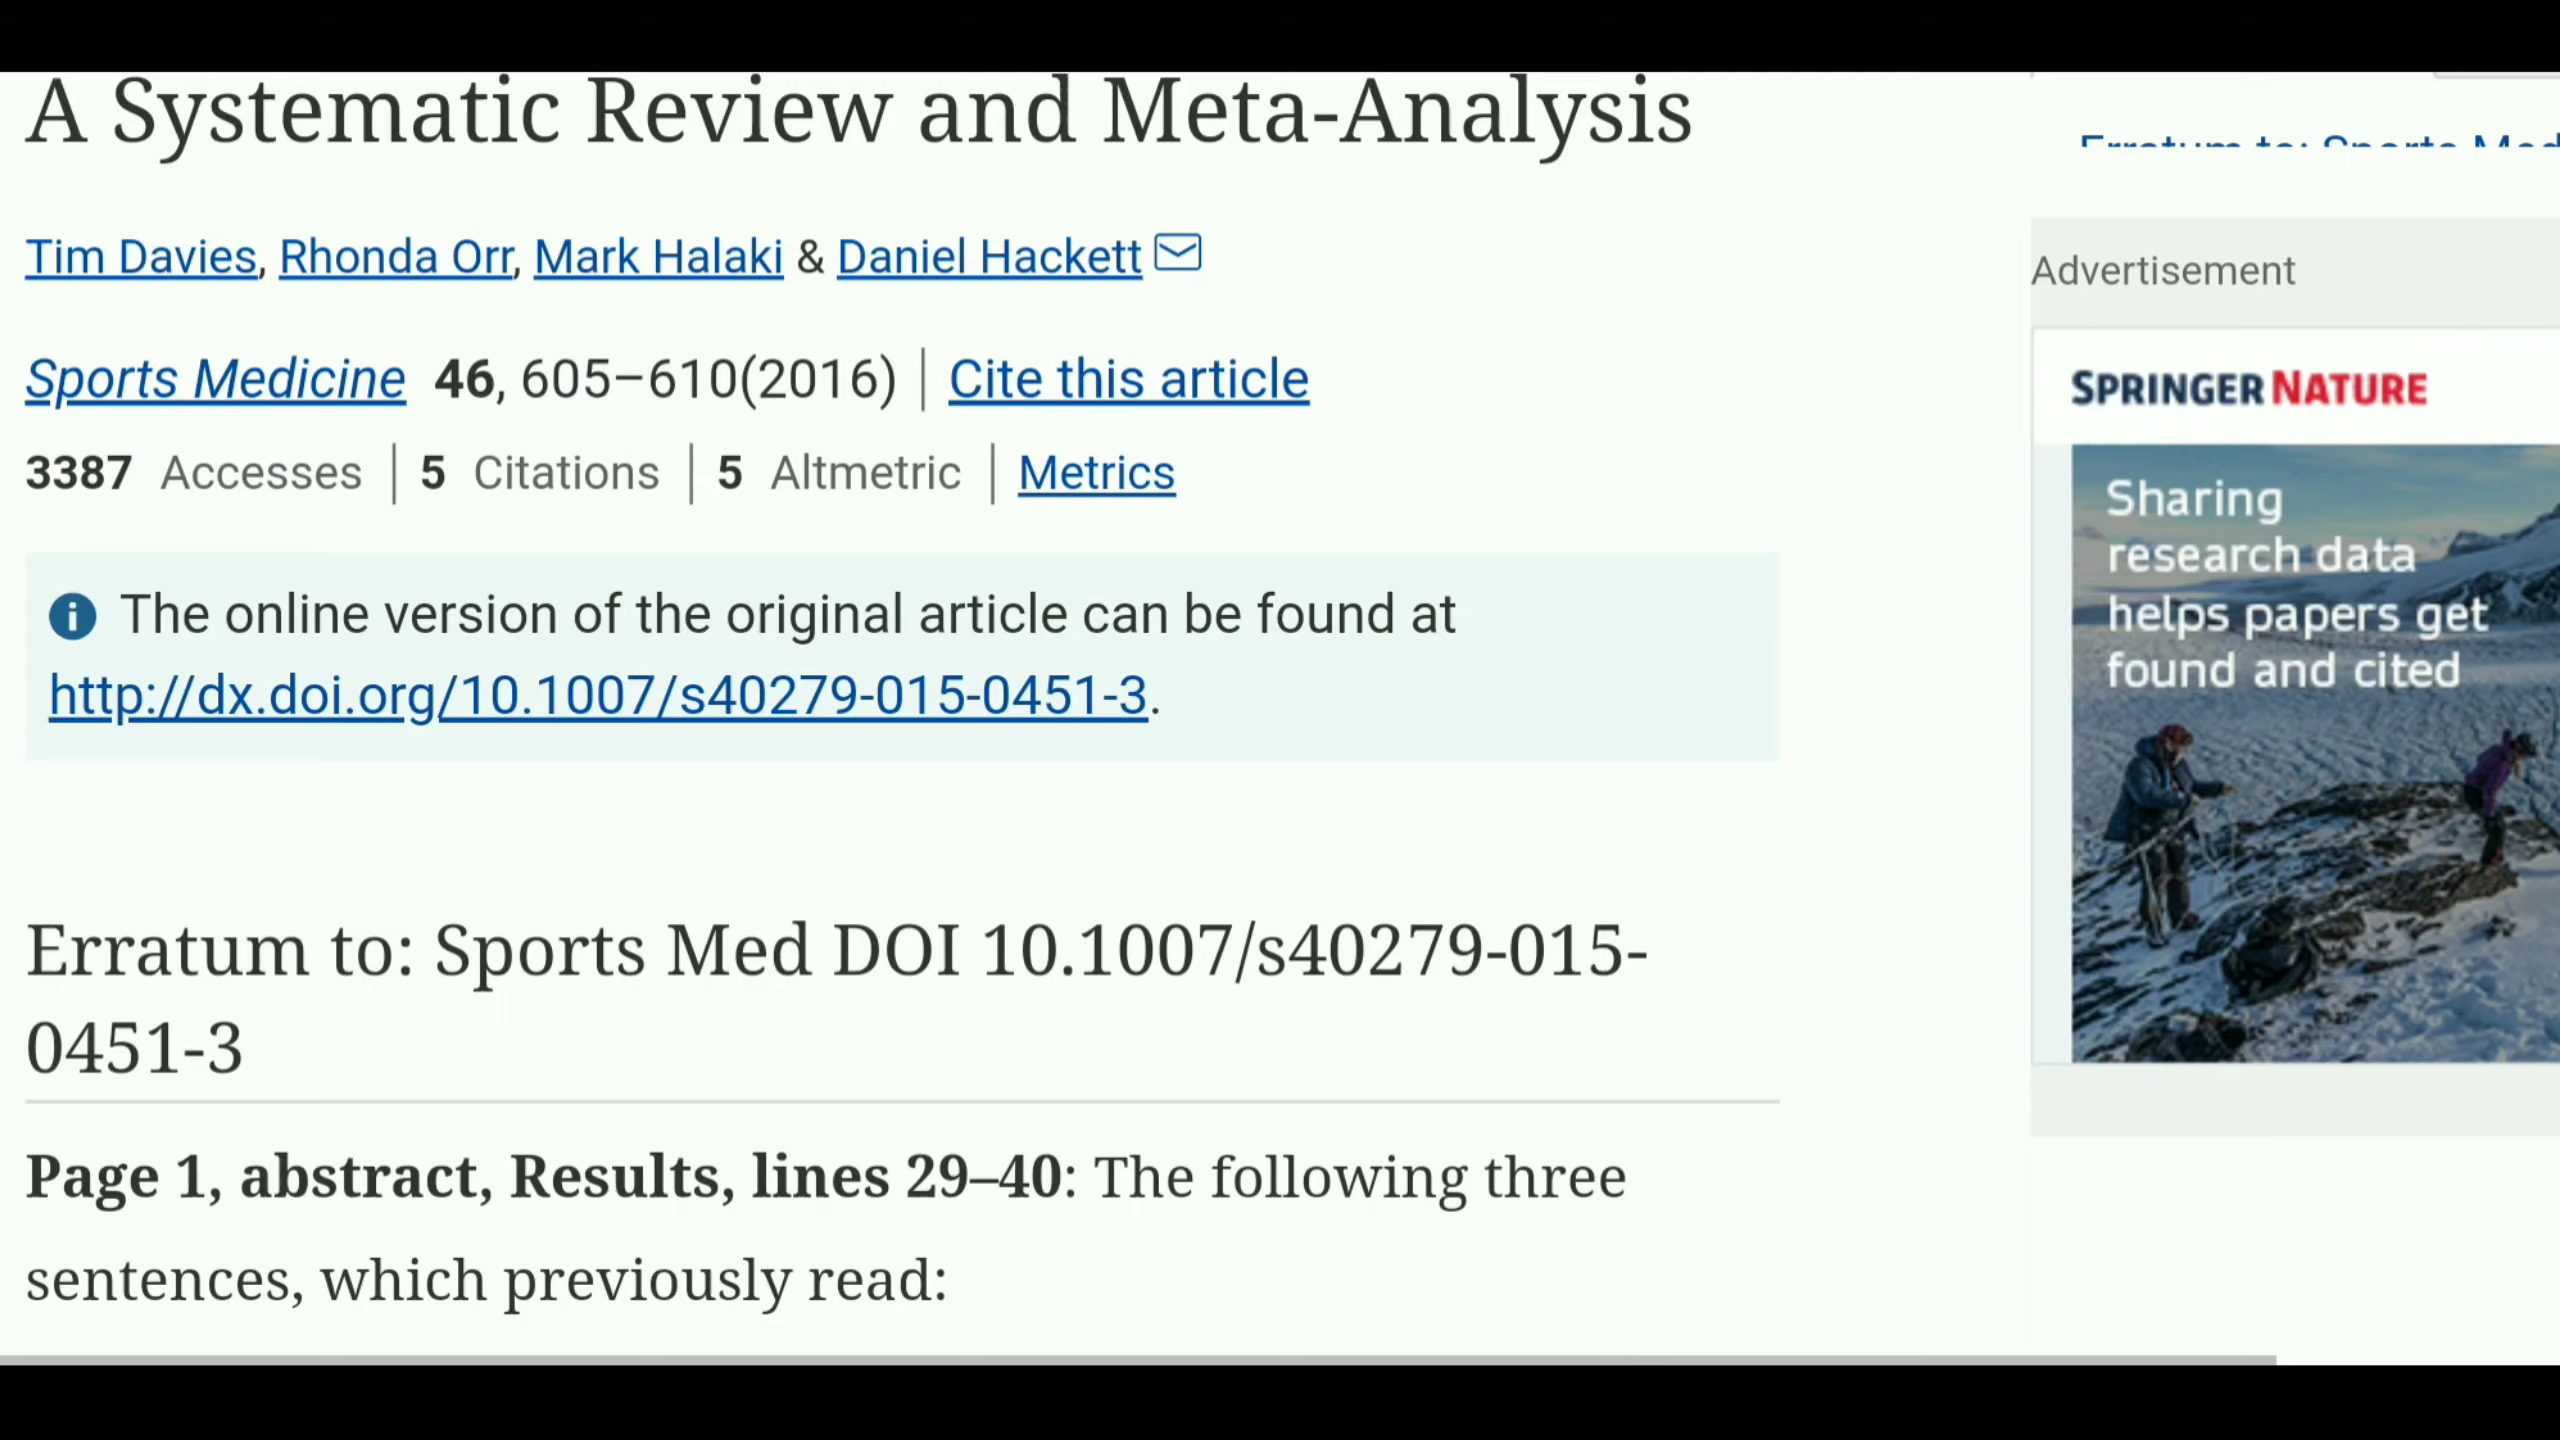 A Systematic Review and Meta-Analysis
Tim Davies, Rhonda Orr, Mark Halaki & Daniel Hackett
Sports Medicine 46, 605–610(2016) | Cite this article
3387 Accesses | 5 Citations | 5 Altmetric | Metrics
The online version of the original article can be found at
http://dx.doi.org/10.1007/s40279-015-0451-3.
Erratum to: Sports Med DOI 10.1007/s40279-015-
0451-3
Page 1, abstract, Results, lines 29–40: The following three
sentences, which previously read:
Erratum to: Sports Med
Advertisement
SPRINGER NATURE
Sharing
research data
helps papers get
found and cited